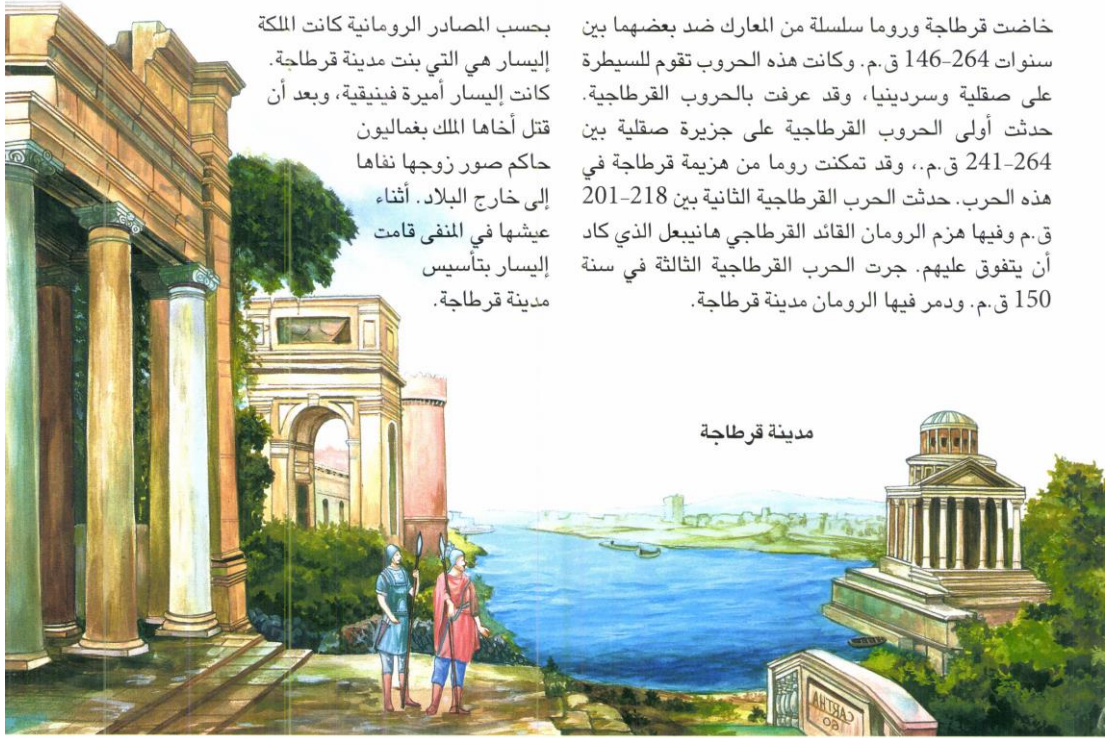 خاضت قرطاجة وروما سلسلة من المعارك ضد بعضهما بين
سنوات 264–146 ق.م. وكانت هذه الحروب تقوم للسيطرة
على صقلية وسردينيا، وقد عرفت بالحروب القرطاجية.
حدثت أولى الحروب القرطاجية على جزيرة صقلية بين
264–241 ق.م.، وقد تمكنت روما من هزيمة قرطاجة في
هذه الحرب. حدثت الحرب القرطاجية الثانية بين 218–201
ق.م وفيها هزم الرومان القائد القرطاجي هانيبعل الذي كاد
أن يتفوق عليهم. جرت الحرب القرطاجية الثالثة في سنة
150 ق.م. ودمر فيها الرومان مدينة قرطاجة.
بحسب المصادر الرومانية كانت الملكة
إليسار هي التي بنت مدينة قرطاجة.
كانت إليسار أميرة فينيقية، وبعد أن
قتل أخاها الملك بغماليون
حاكم صور زوجها نفاها
إلى خارج البلاد. أثناء
عيشها في المنفى قامت
إليسار بتأسيس
مدينة قرطاجة.
مدينة قرطاجة
CARTHA
GO